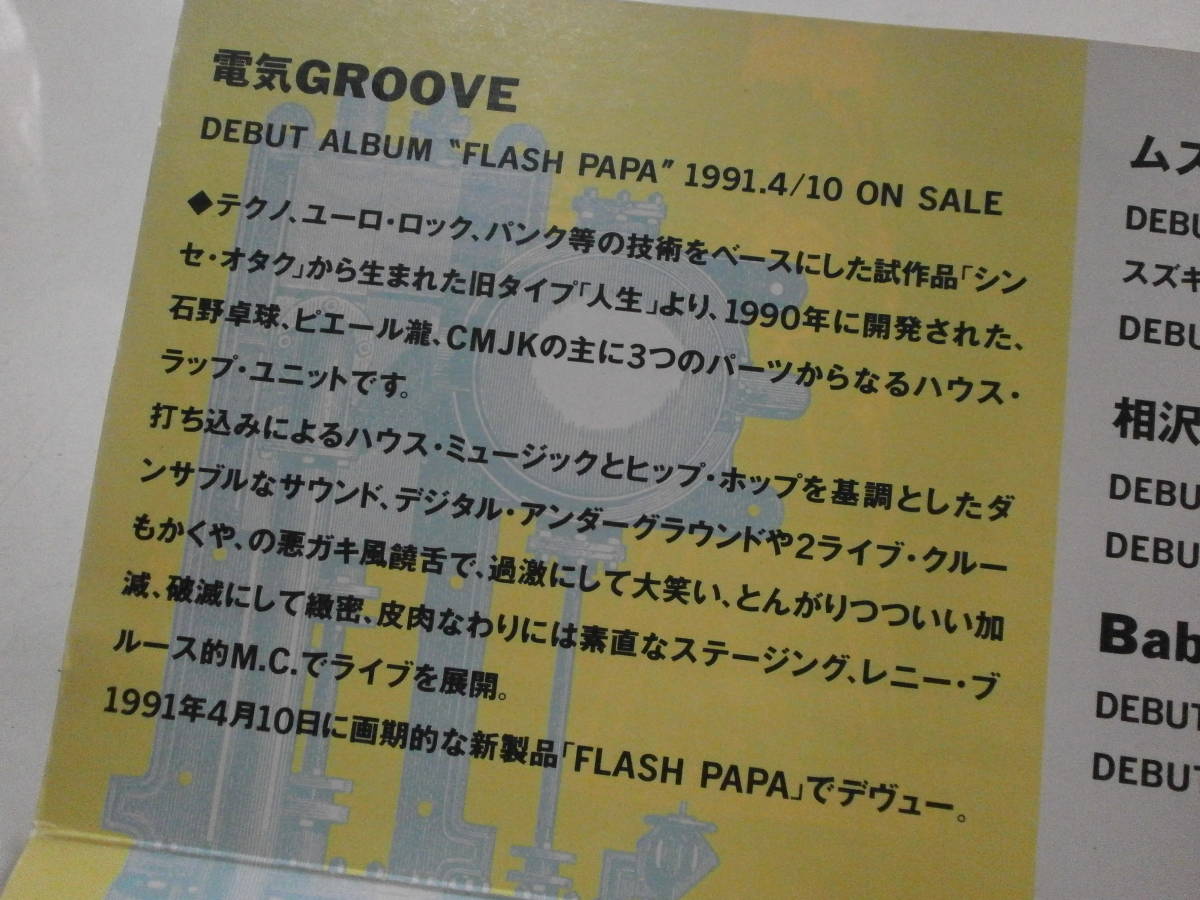 電気GROOVE
DEBUT ALBUM “FLASH PAPA” 1991.4/10 ON SALE
◆テクノ、ユーロ・ロック、パンク等の技術をベースにした試作品「シン
セ・オタク」から生まれた旧タイプ「人生」より、1990年に開発された、
石野卓球、ピエール瀧、CMJKの主に3つのパーツからなるハウス・
ラップ・ユニットです。
打ち込みによるハウス・ミュージックとヒップ・ホップを基調としたダ
ンサブルなサウンド、デジタル・アンダーグラウンドや2ライブ・クルー
もかくや、の悪ガキ風饒舌で、過激にして大笑い、とんがりつついい加
減、破滅にして緻密、皮肉なわりには素直なステージング、レニー・ブ
ルース的M.C.でライブを展開。
1991年4月10日に画期的な新製品「FLASH PAPA」でデヴュー。
ムス
DEBU
スズキ
DEBU
相沢
DEBU
DEBU
Bab
DEBUT
DEBUT